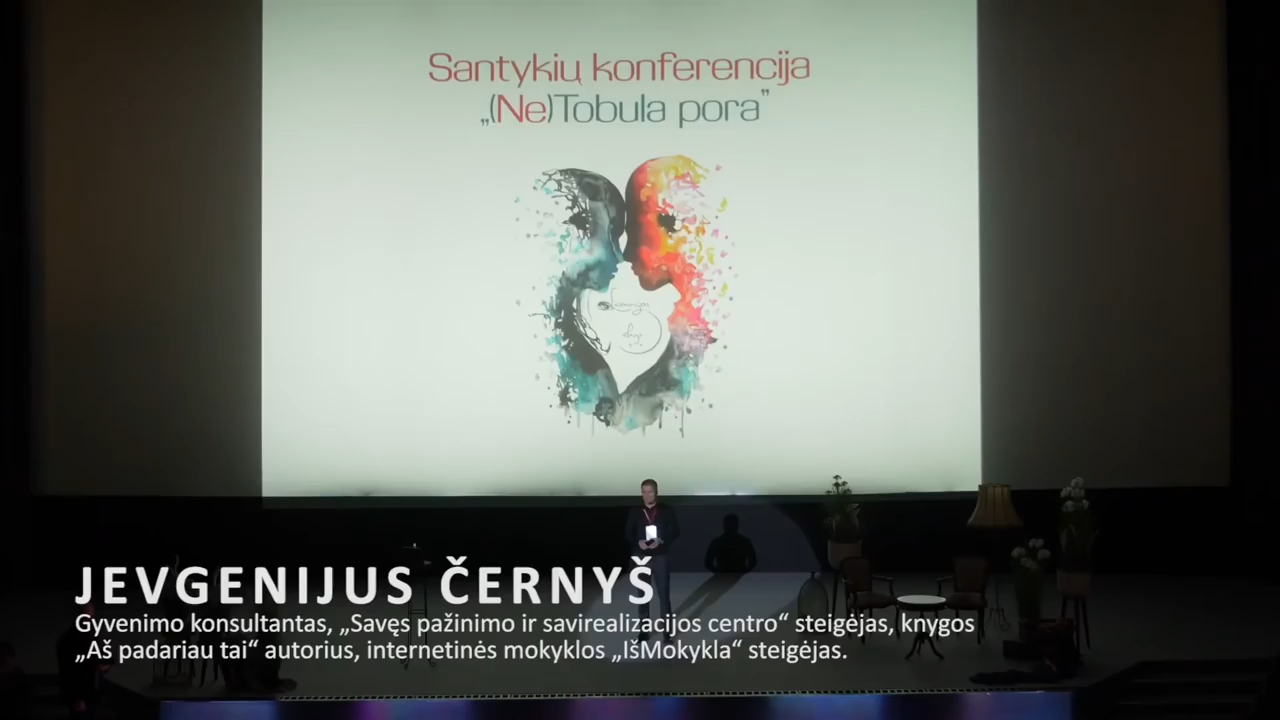 Santykių konferencija
„(Ne)Tobula pora”
JEVGENIJUS ČERNYŠ
Gyvenimo konsultantas, „Savęs pažinimo ir savirealizacijos centro“ steigėjas, knygos
„Aš padariau tai“ autorius, internetinės mokyklos „IšMokykla“ steigėjas.